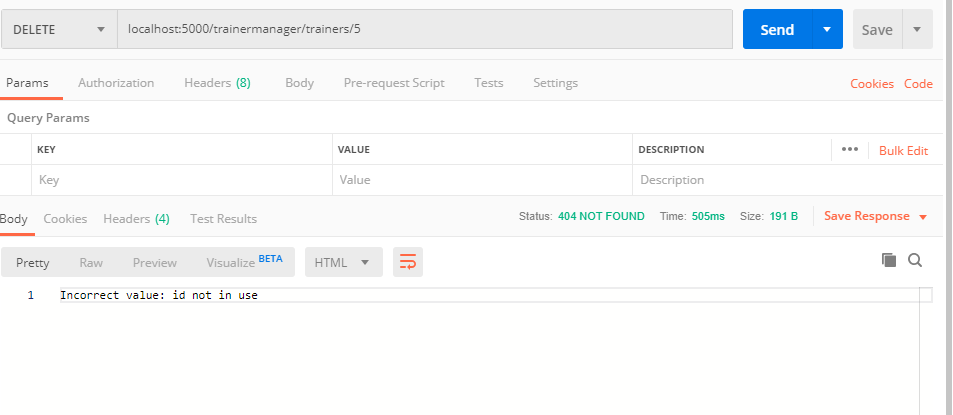 DELETE localhost:5000/trainermanager/trainers/5 Send Save
Params Authorization Headers (8) Body Pre-request Script Tests Settings Cookies Code
Query Params
KEY VALUE DESCRIPTION ••• Bulk Edit
Key Value Description
Body Cookies Headers (4) Test Results Status: 404 NOT FOUND Time: 505ms Size: 191 B Save Response
Pretty Raw Preview Visualize BETA HTML
1 Incorrect value: id not in use